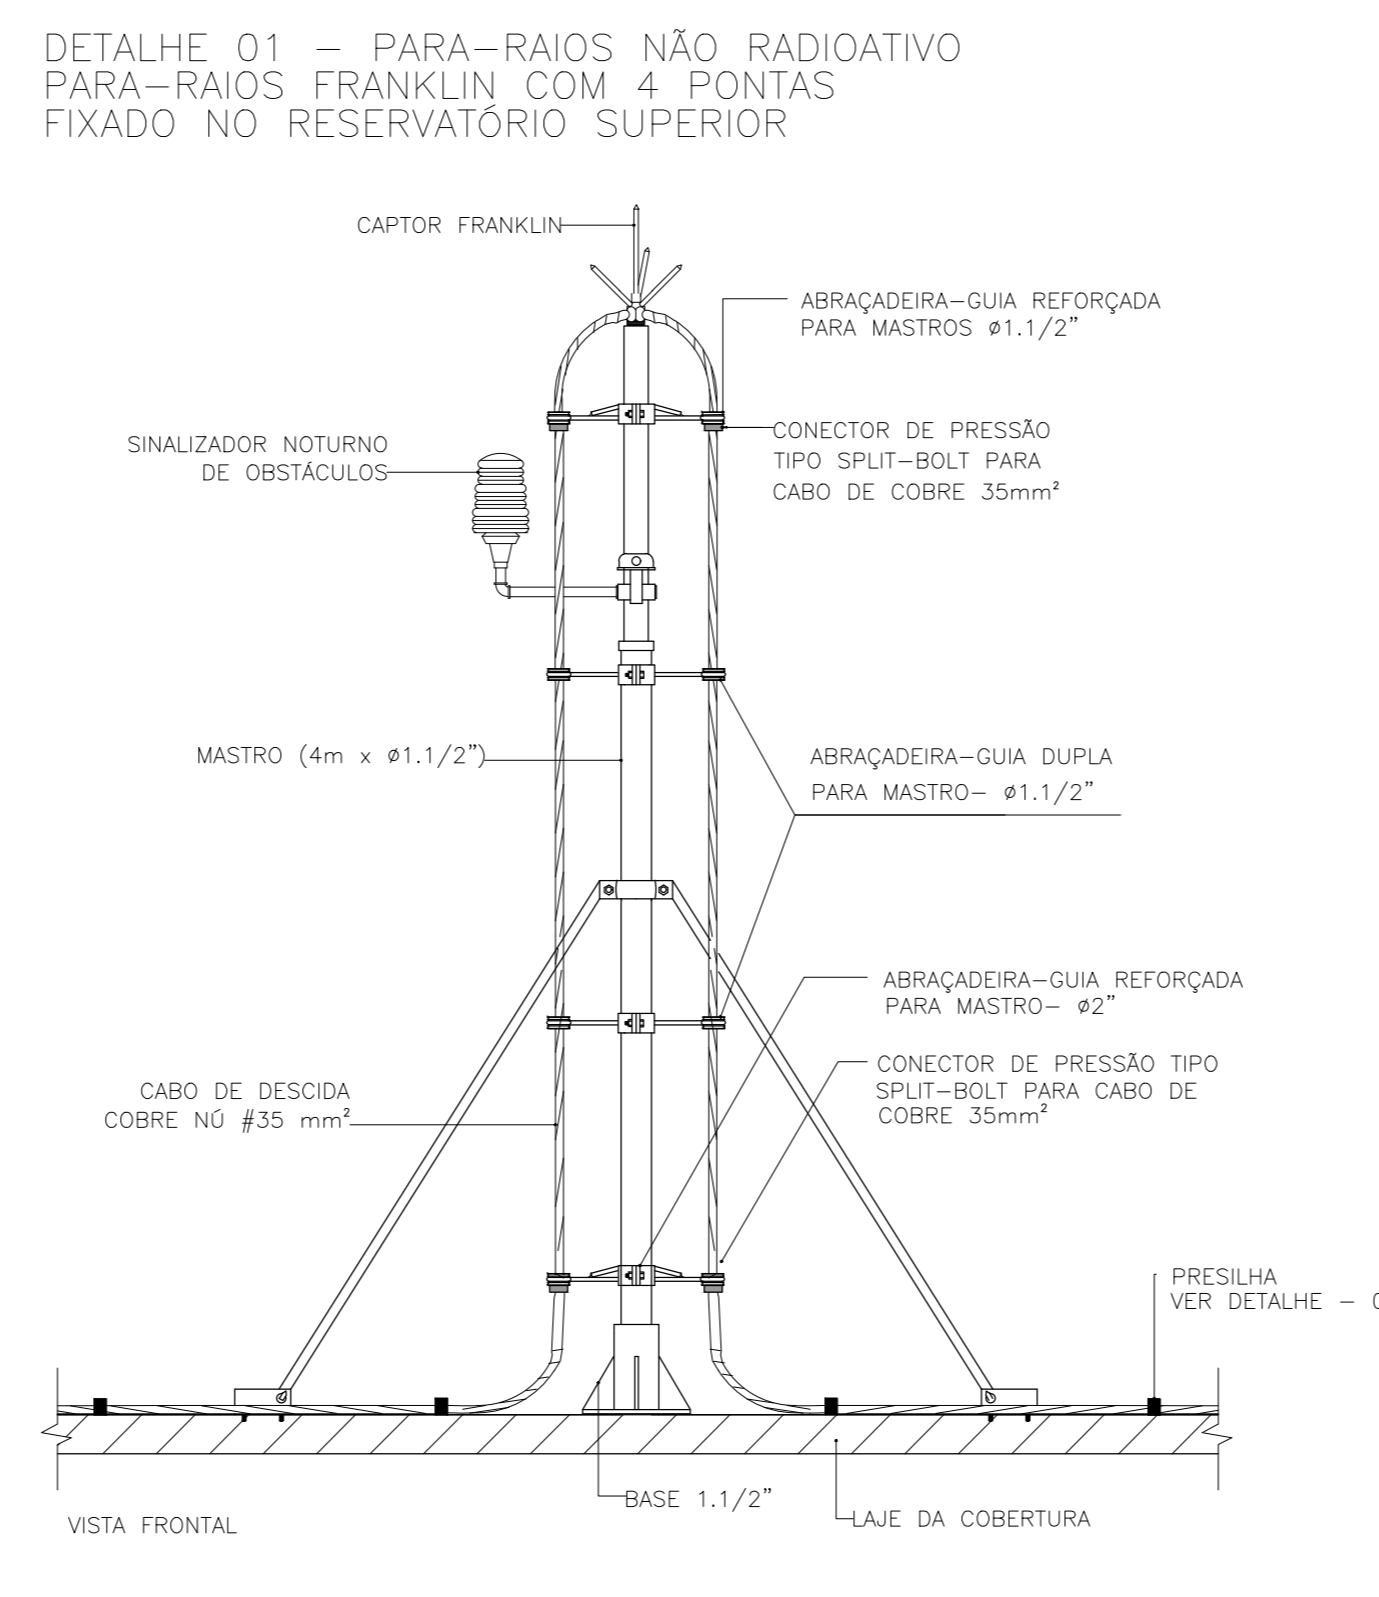 DETALHE 01 – PARA–RAIOS NÃO RADIOATIVO
PARA–RAIOS FRANKLIN COM 4 PONTAS
FIXADO NO RESERVATÓRIO SUPERIOR
CAPTOR FRANKLIN
ABRAÇADEIRA–GUIA REFORÇADA
PARA MASTROS ø1.1/2"
SINALIZADOR NOTURNO
DE OBSTÁCULOS
CONECTOR DE PRESSÃO
TIPO SPLIT–BOLT PARA
CABO DE COBRE 35mm²
MASTRO (4m x ø1.1/2")
ABRAÇADEIRA–GUIA DUPLA
PARA MASTRO– ø1.1/2"
ABRAÇADEIRA–GUIA REFORÇADA
PARA MASTRO– ø2"
CABO DE DESCIDA
COBRE NÚ #35 mm²
CONECTOR DE PRESSÃO TIPO
SPLIT–BOLT PARA CABO DE
COBRE 35mm²
PRESILHA
VER DETALHE –
BASE 1.1/2"
LAJE DA COBERTURA
VISTA FRONTAL